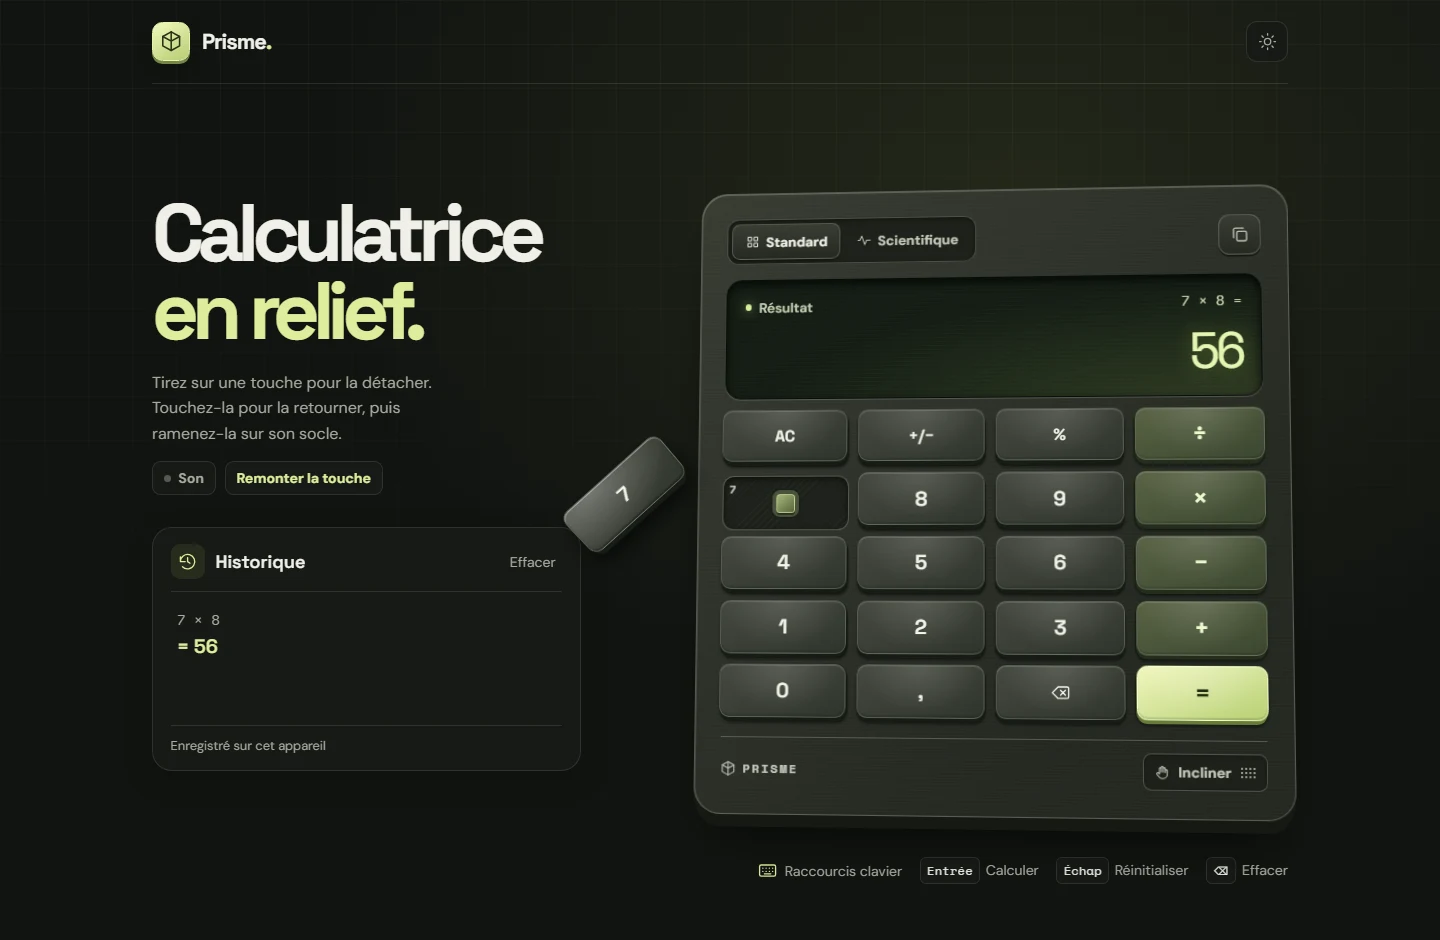 Prisme.
Calculatrice
en relief.
Tirez sur une touche pour la détacher.
Touchez-la pour la retourner, puis
ramenez-la sur son socle.
Son
Remonter la touche
Historique
Effacer
7 × 8
= 56
Enregistré sur cet appareil
7
Standard
Scientifique
Résultat
7 × 8 =
56
AC
+/−
%
÷
7
8
9
×
4
5
6
−
1
2
3
+
0
,
⌫
=
PRISME
Incliner
Raccourcis clavier
Entrée Calculer
Échap Réinitialiser
⌫ Effacer